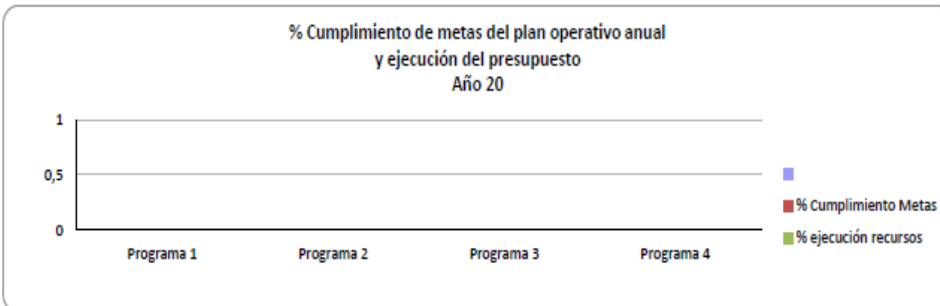 % Cumplimiento de metas del plan operativo anual
y ejecución del presupuesto
Año 20
1
0,5
0
Programa 1
Programa 2
Programa 3
Programa 4
% Cumplimiento Metas
% ejecución recursos